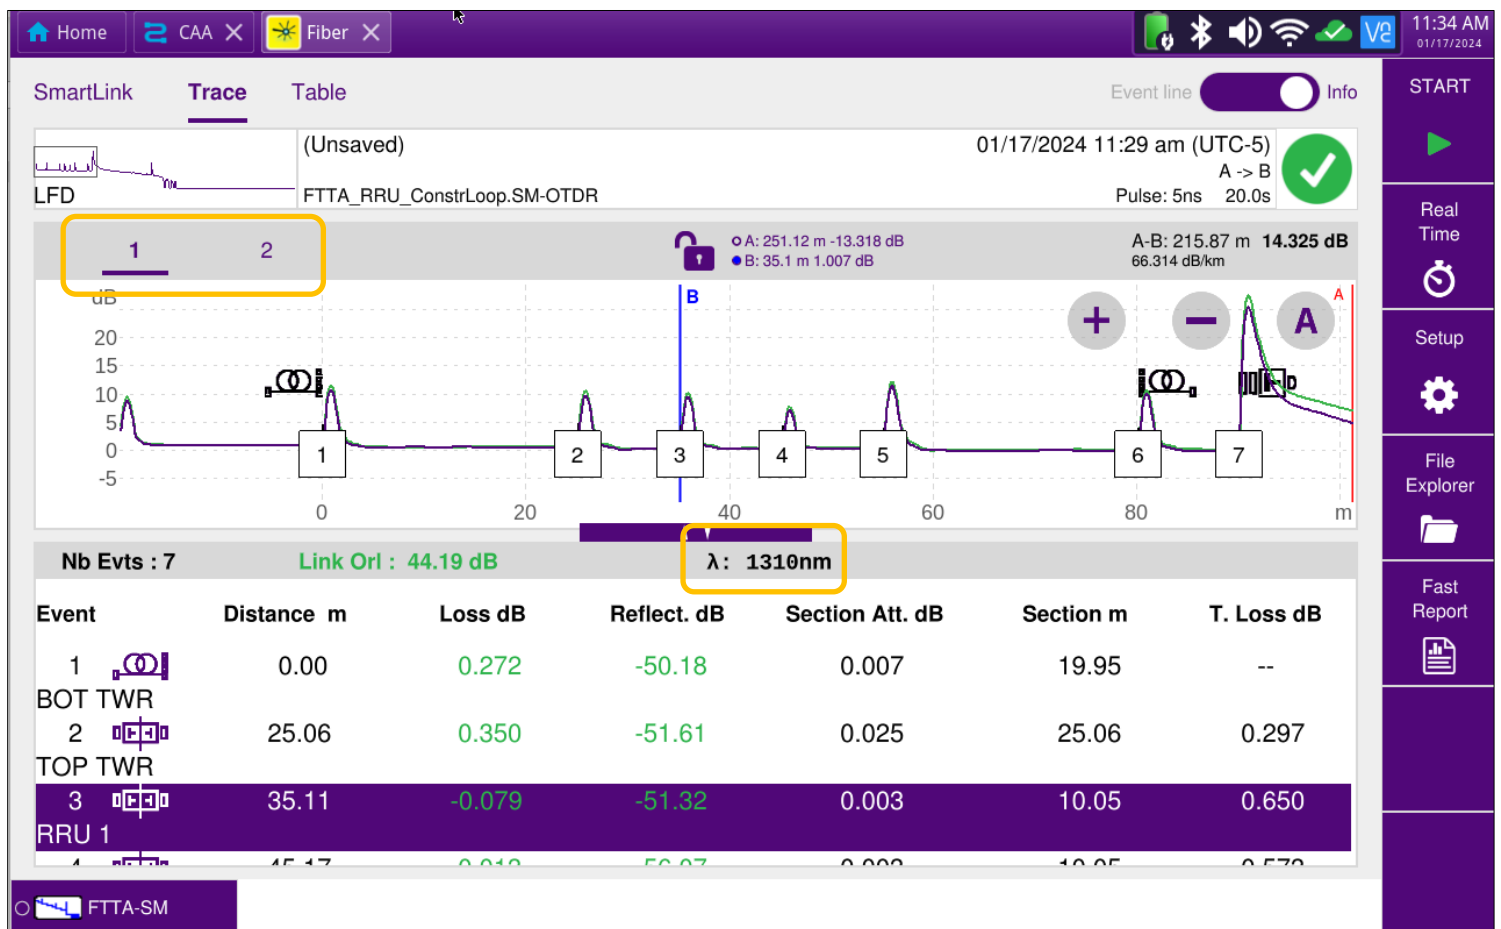 Home
CAA
Fiber
11:34 AM
01/17/2024
SmartLink
Trace
Table
Event line
Info
START
(Unsaved)
01/17/2024 11:29 am (UTC-5)
A -> B
LFD
FTTA_RRU_ConstrLoop.SM-OTDR
Pulse: 5ns 20.0s
Real
Time
1
2
A: 251.12 m -13.318 dB
B: 35.1 m 1.007 dB
A-B: 215.87 m 14.325 dB
66.314 dB/km
dB
B
A
+
−
A
20
15
10
5
0
-5
D
1
2
3
4
5
6
7
0
20
40
60
80
m
Setup
File
Explorer
Nb Evts : 7
Link Orl : 44.19 dB
λ: 1310nm
Fast
Report
Event Distance m Loss dB Reflect. dB Section Att. dB Section m T. Loss dB
1 0.00 0.272 -50.18 0.007 19.95 --
BOT TWR
2 25.06 0.350 -51.61 0.025 25.06 0.297
TOP TWR
3 35.11 -0.079 -51.32 0.003 10.05 0.650
RRU 1
FTTA-SM